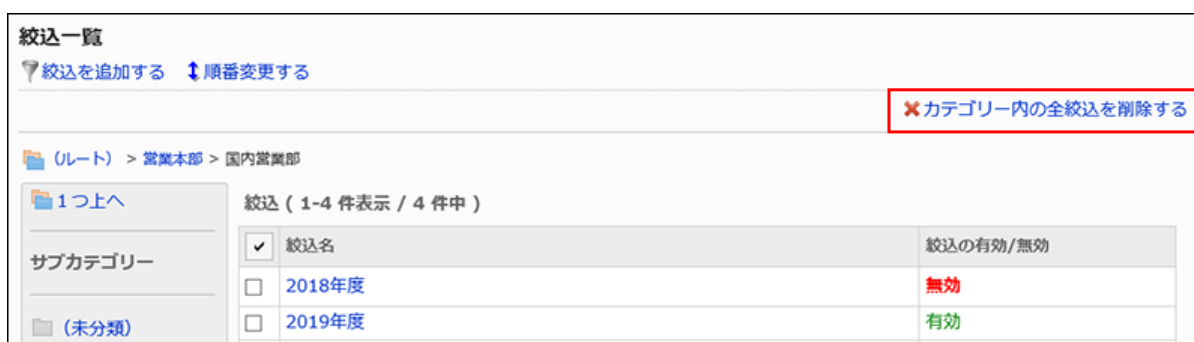 絞込一覧
絞込を追加する 順番変更する
カテゴリー内の全絞込を削除する
（ルート） > 営業本部 > 国内営業部
1つ上へ
絞込 ( 1-4 件表示 / 4 件中 )
絞込名 絞込の有効/無効
サブカテゴリー
2018年度 無効
（未分類）
2019年度 有効